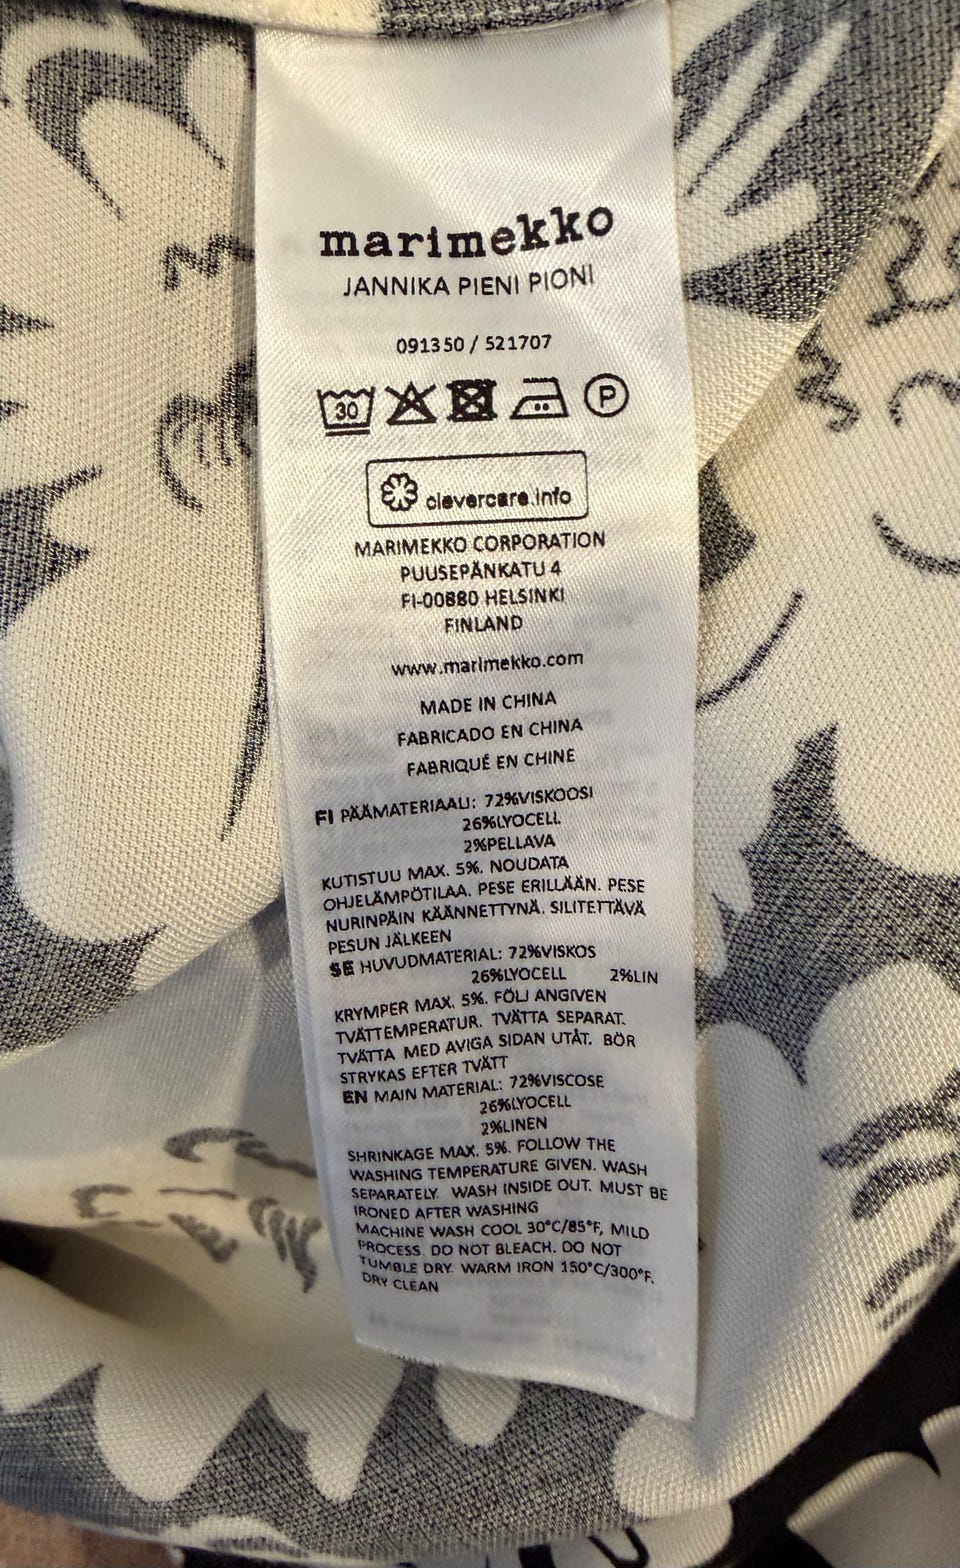 marimekko
JANNIKA PIENI PIONI
091350 / 521707
30 P
clevercare.info
MARIMEKKO CORPORATION
PUUSEPÄNKATU 4
FI-00880 HELSINKI
FINLAND
www.marimekko.com
MADE IN CHINA
FABRICADO EN CHINA
FABRIQUÉ EN CHINE
FI PÄÄMATERIAALI: 72%VISKOOSI
26%LYOCELL
2%PELLAVA
KUTISTUU MAX. 5%. NOUDATA
OHJELÄMPÖTILAA. PESE ERILLÄÄN. PESE
NURINPÄIN KÄÄNNETTYNÄ. SILITETTÄVÄ
PESUN JÄLKEEN
SE HUVUDMATERIAL: 72%VISKOS
26%LYOCELL 2%LIN
KRYMPER MAX. 5%. FÖLJ ANGIVEN
TVÄTTEMPERATUR. TVÄTTA SEPARAT.
TVÄTTA MED AVIGA SIDAN UTÅT. BÖR
STRYKAS EFTER TVÄTT
EN MAIN MATERIAL: 72%VISCOSE
26%LYOCELL
2%LINEN
SHRINKAGE MAX. 5%. FOLLOW THE
WASHING TEMPERATURE GIVEN. WASH
SEPARATELY. WASH INSIDE OUT. MUST BE
IRONED AFTER WASHING
MACHINE WASH COOL 30°C/85°F, MILD
PROCESS. DO NOT BLEACH. DO NOT
TUMBLE DRY. WARM IRON 150°C/300°F.
DRY CLEAN